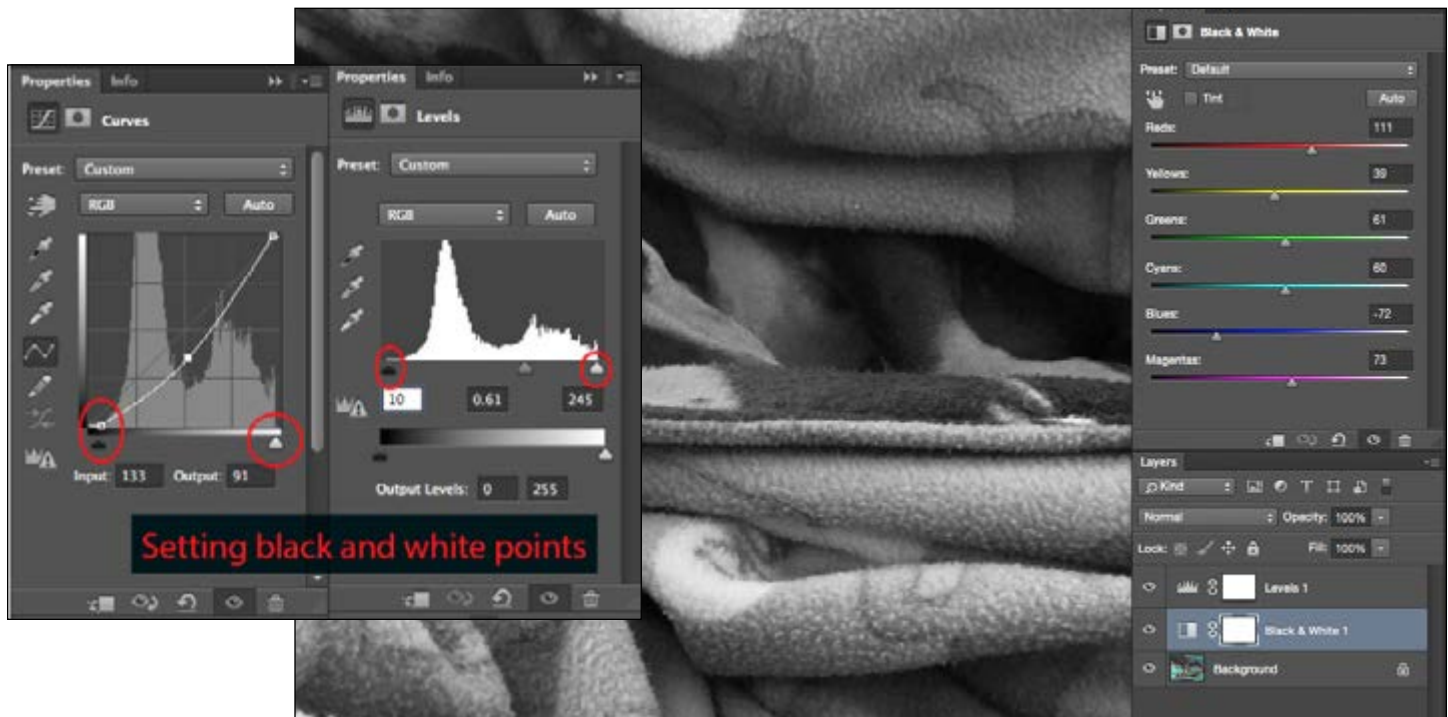 Properties Info
Curves
Preset: Custom
RGB Auto
Input: 133 Output: 91
Properties Info
Levels
Preset: Custom
RGB Auto
10 0.61 245
Output Levels: 0 255
Setting black and white points
Black & White
Preset: Default
Tint Auto
Reds: 111
Yellows: 39
Greens: 61
Cyans: 60
Blues: -72
Magentas: 73
Layers
Kind
Normal Opacity: 100%
Lock: Fill: 100%
Levels 1
Black & White 1
Background